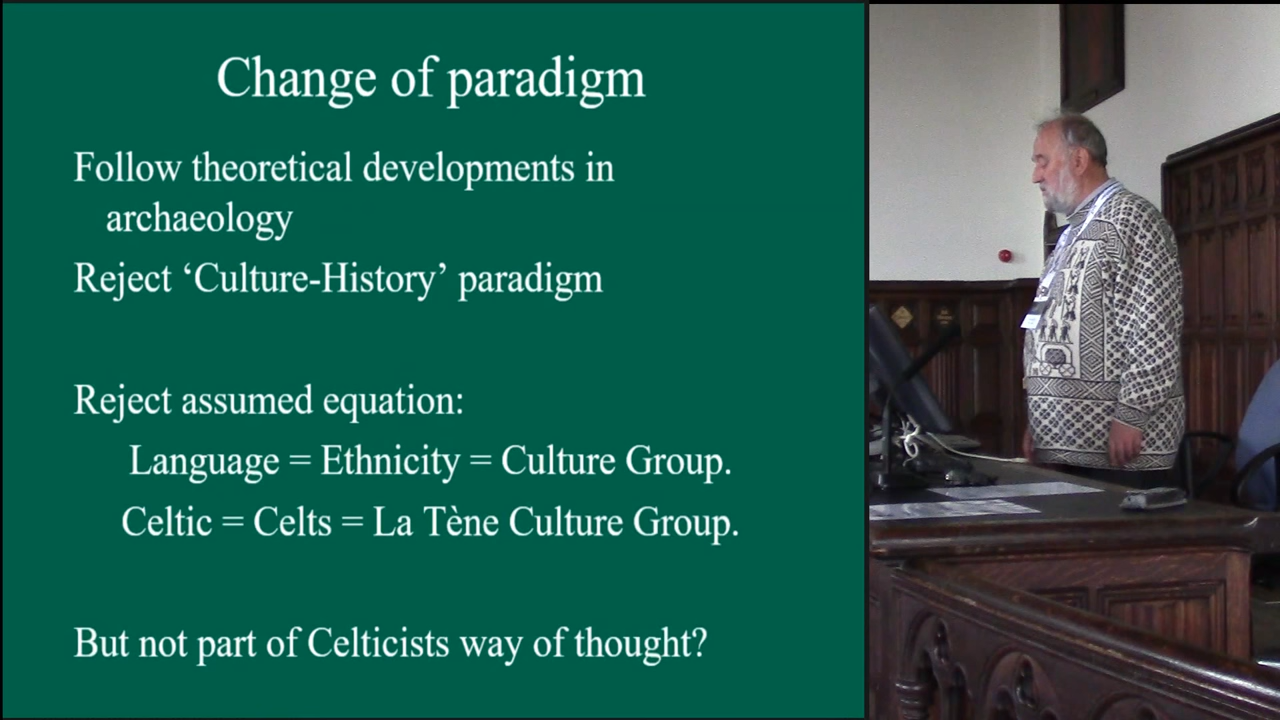 Change of paradigm
Follow theoretical developments in
archaeology
Reject ‘Culture-History’ paradigm
Reject assumed equation:
Language = Ethnicity = Culture Group.
Celtic = Celts = La Tène Culture Group.
But not part of Celticists way of thought?